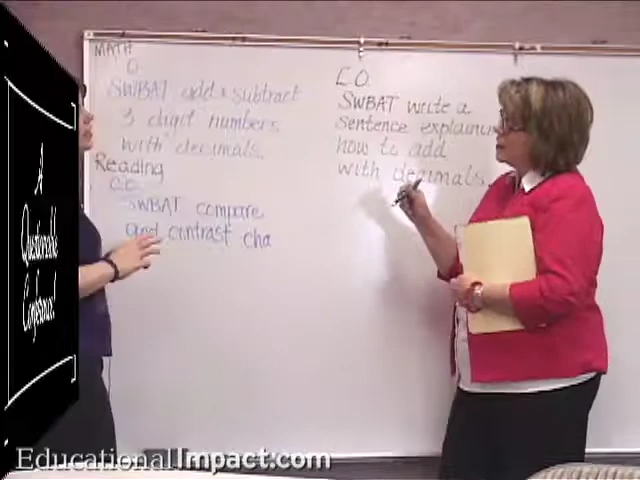 MATH
O.
SWBAT add & subtract
3 digit numbers
with decimals.
Reading
C.O.
SWBAT compare
and contrast cha
L.O.
SWBAT write a
sentence explaining
how to add
with decimals.
A
Questionable
Conference!
EducationalImpact.com